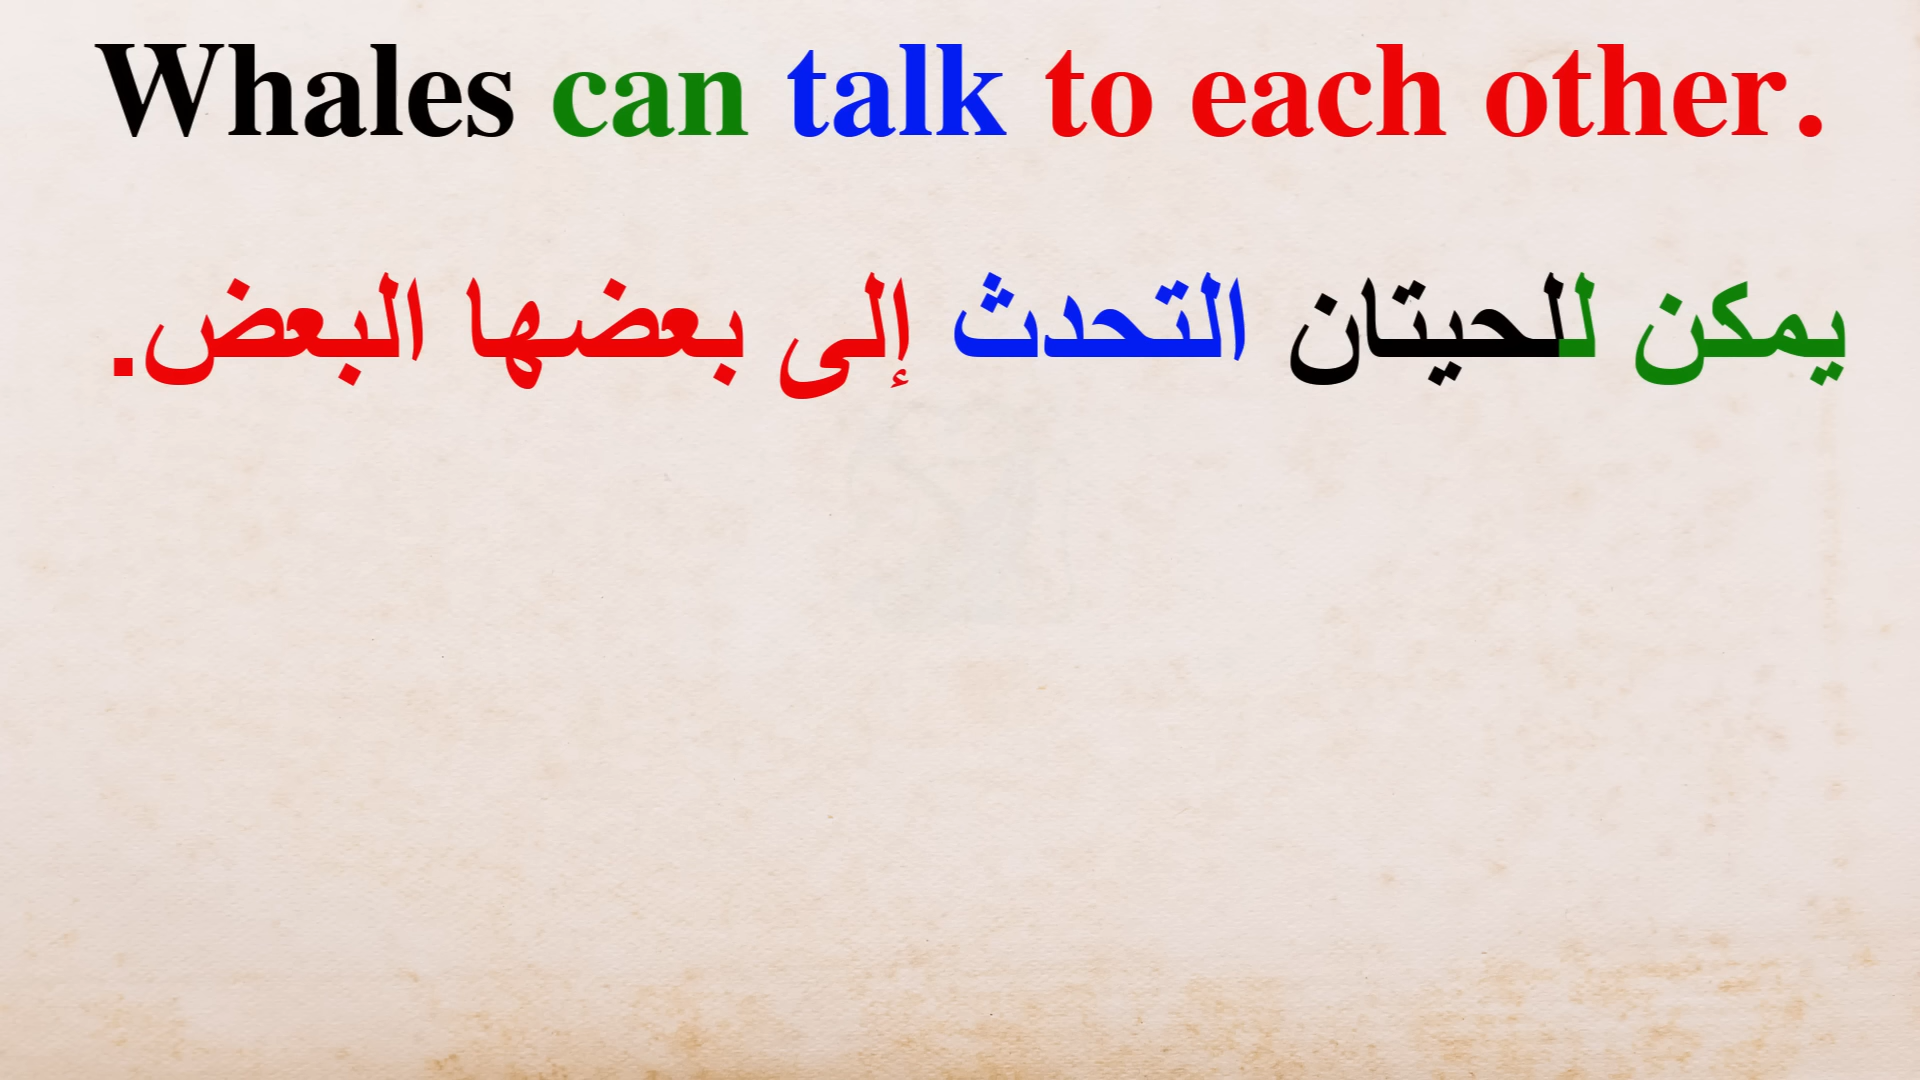 Whales can talk to each other.
يمكن للحيتان التحدث إلى بعضها البعض.